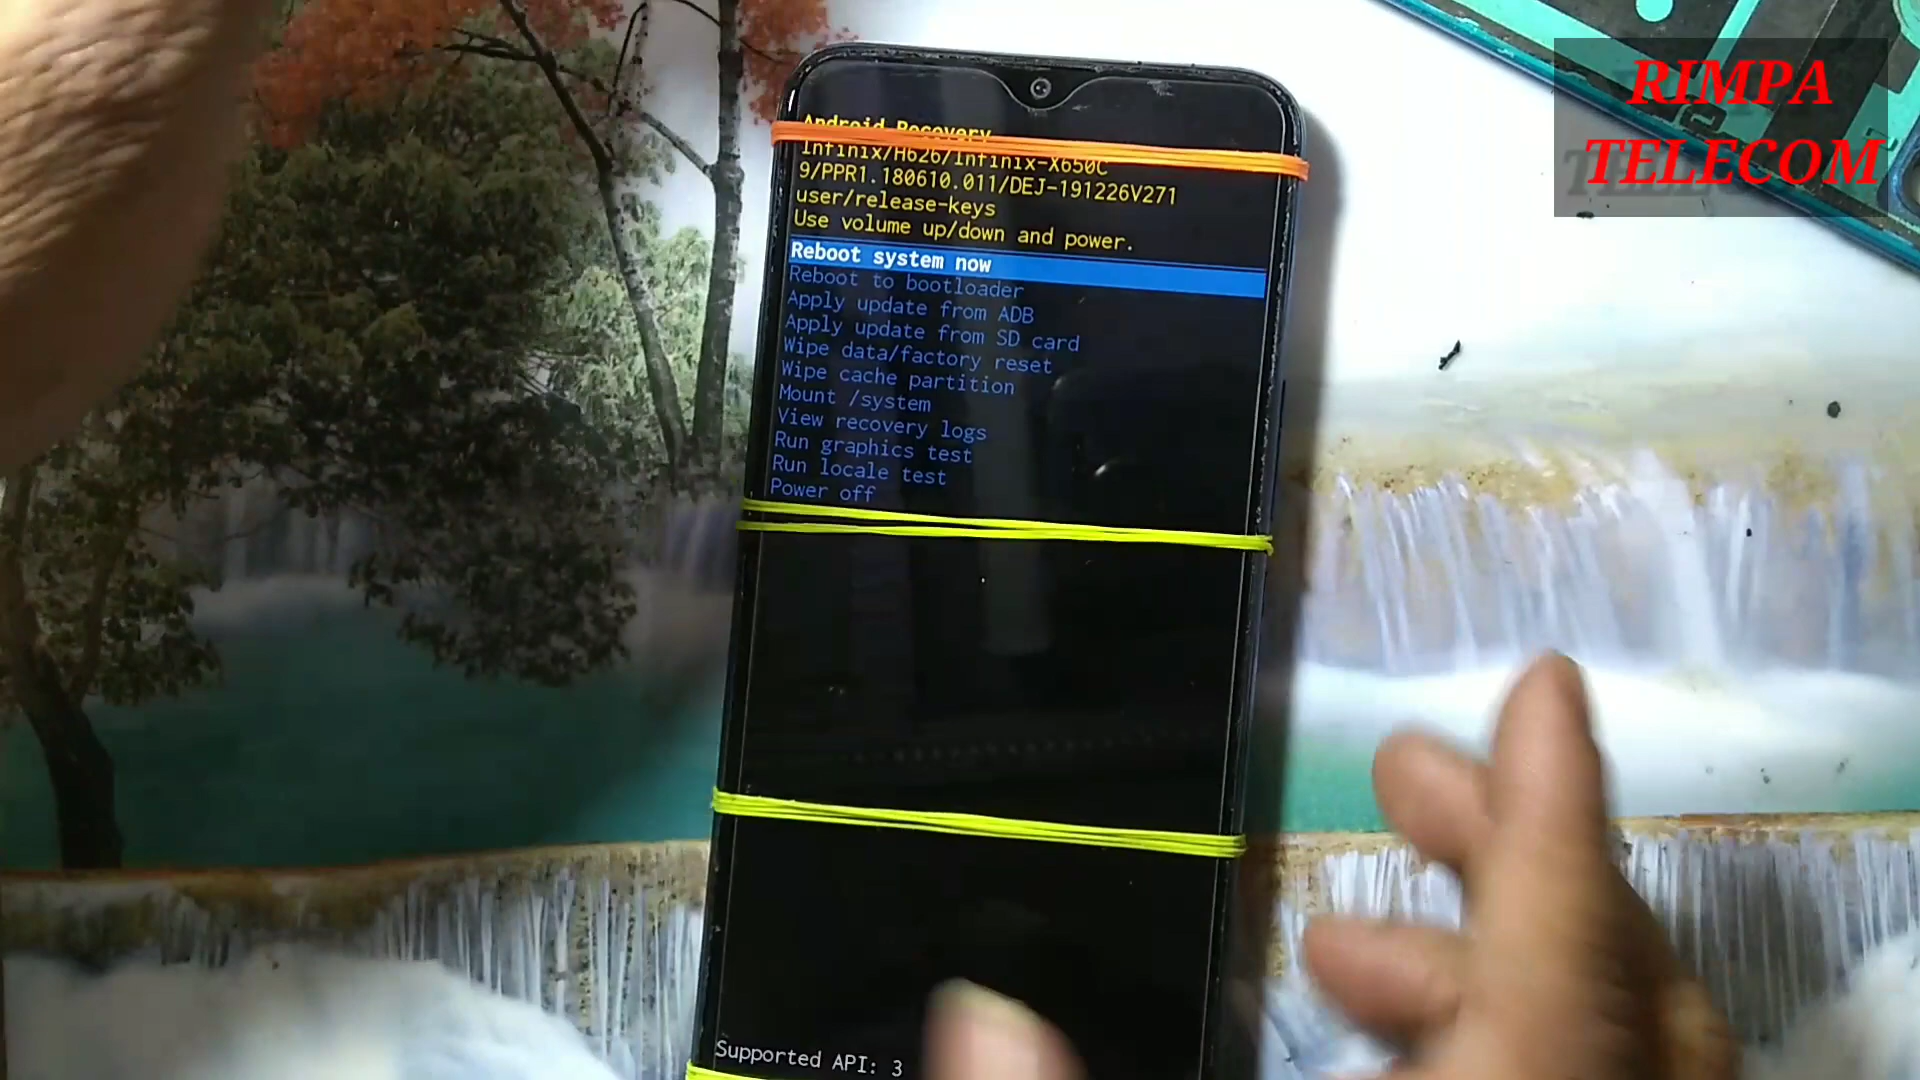 RIMPA
TELECOM
Android Recovery
Infinix/H626/Infinix-X650C
9/PPR1.180610.011/DEJ-191226V271
user/release-keys
Use volume up/down and power.
Reboot system now
Reboot to bootloader
Apply update from ADB
Apply update from SD card
Wipe data/factory reset
Wipe cache partition
Mount /system
View recovery logs
Run graphics test
Run locale test
Power off
Supported API: 3